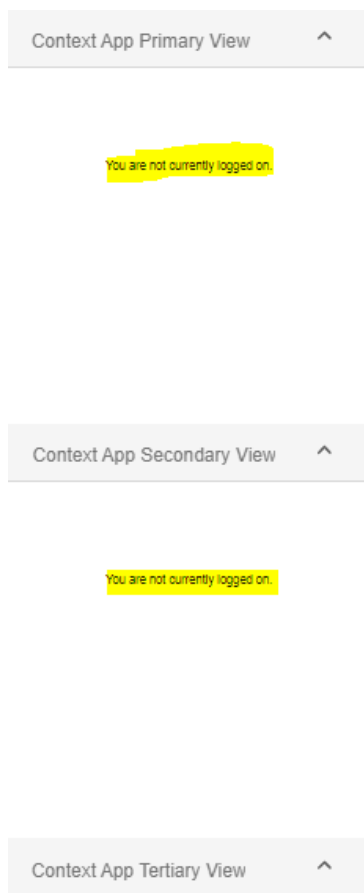 Context App Primary View
You are not currently logged on.
Context App Secondary View
You are not currently logged on.
Context App Tertiary View